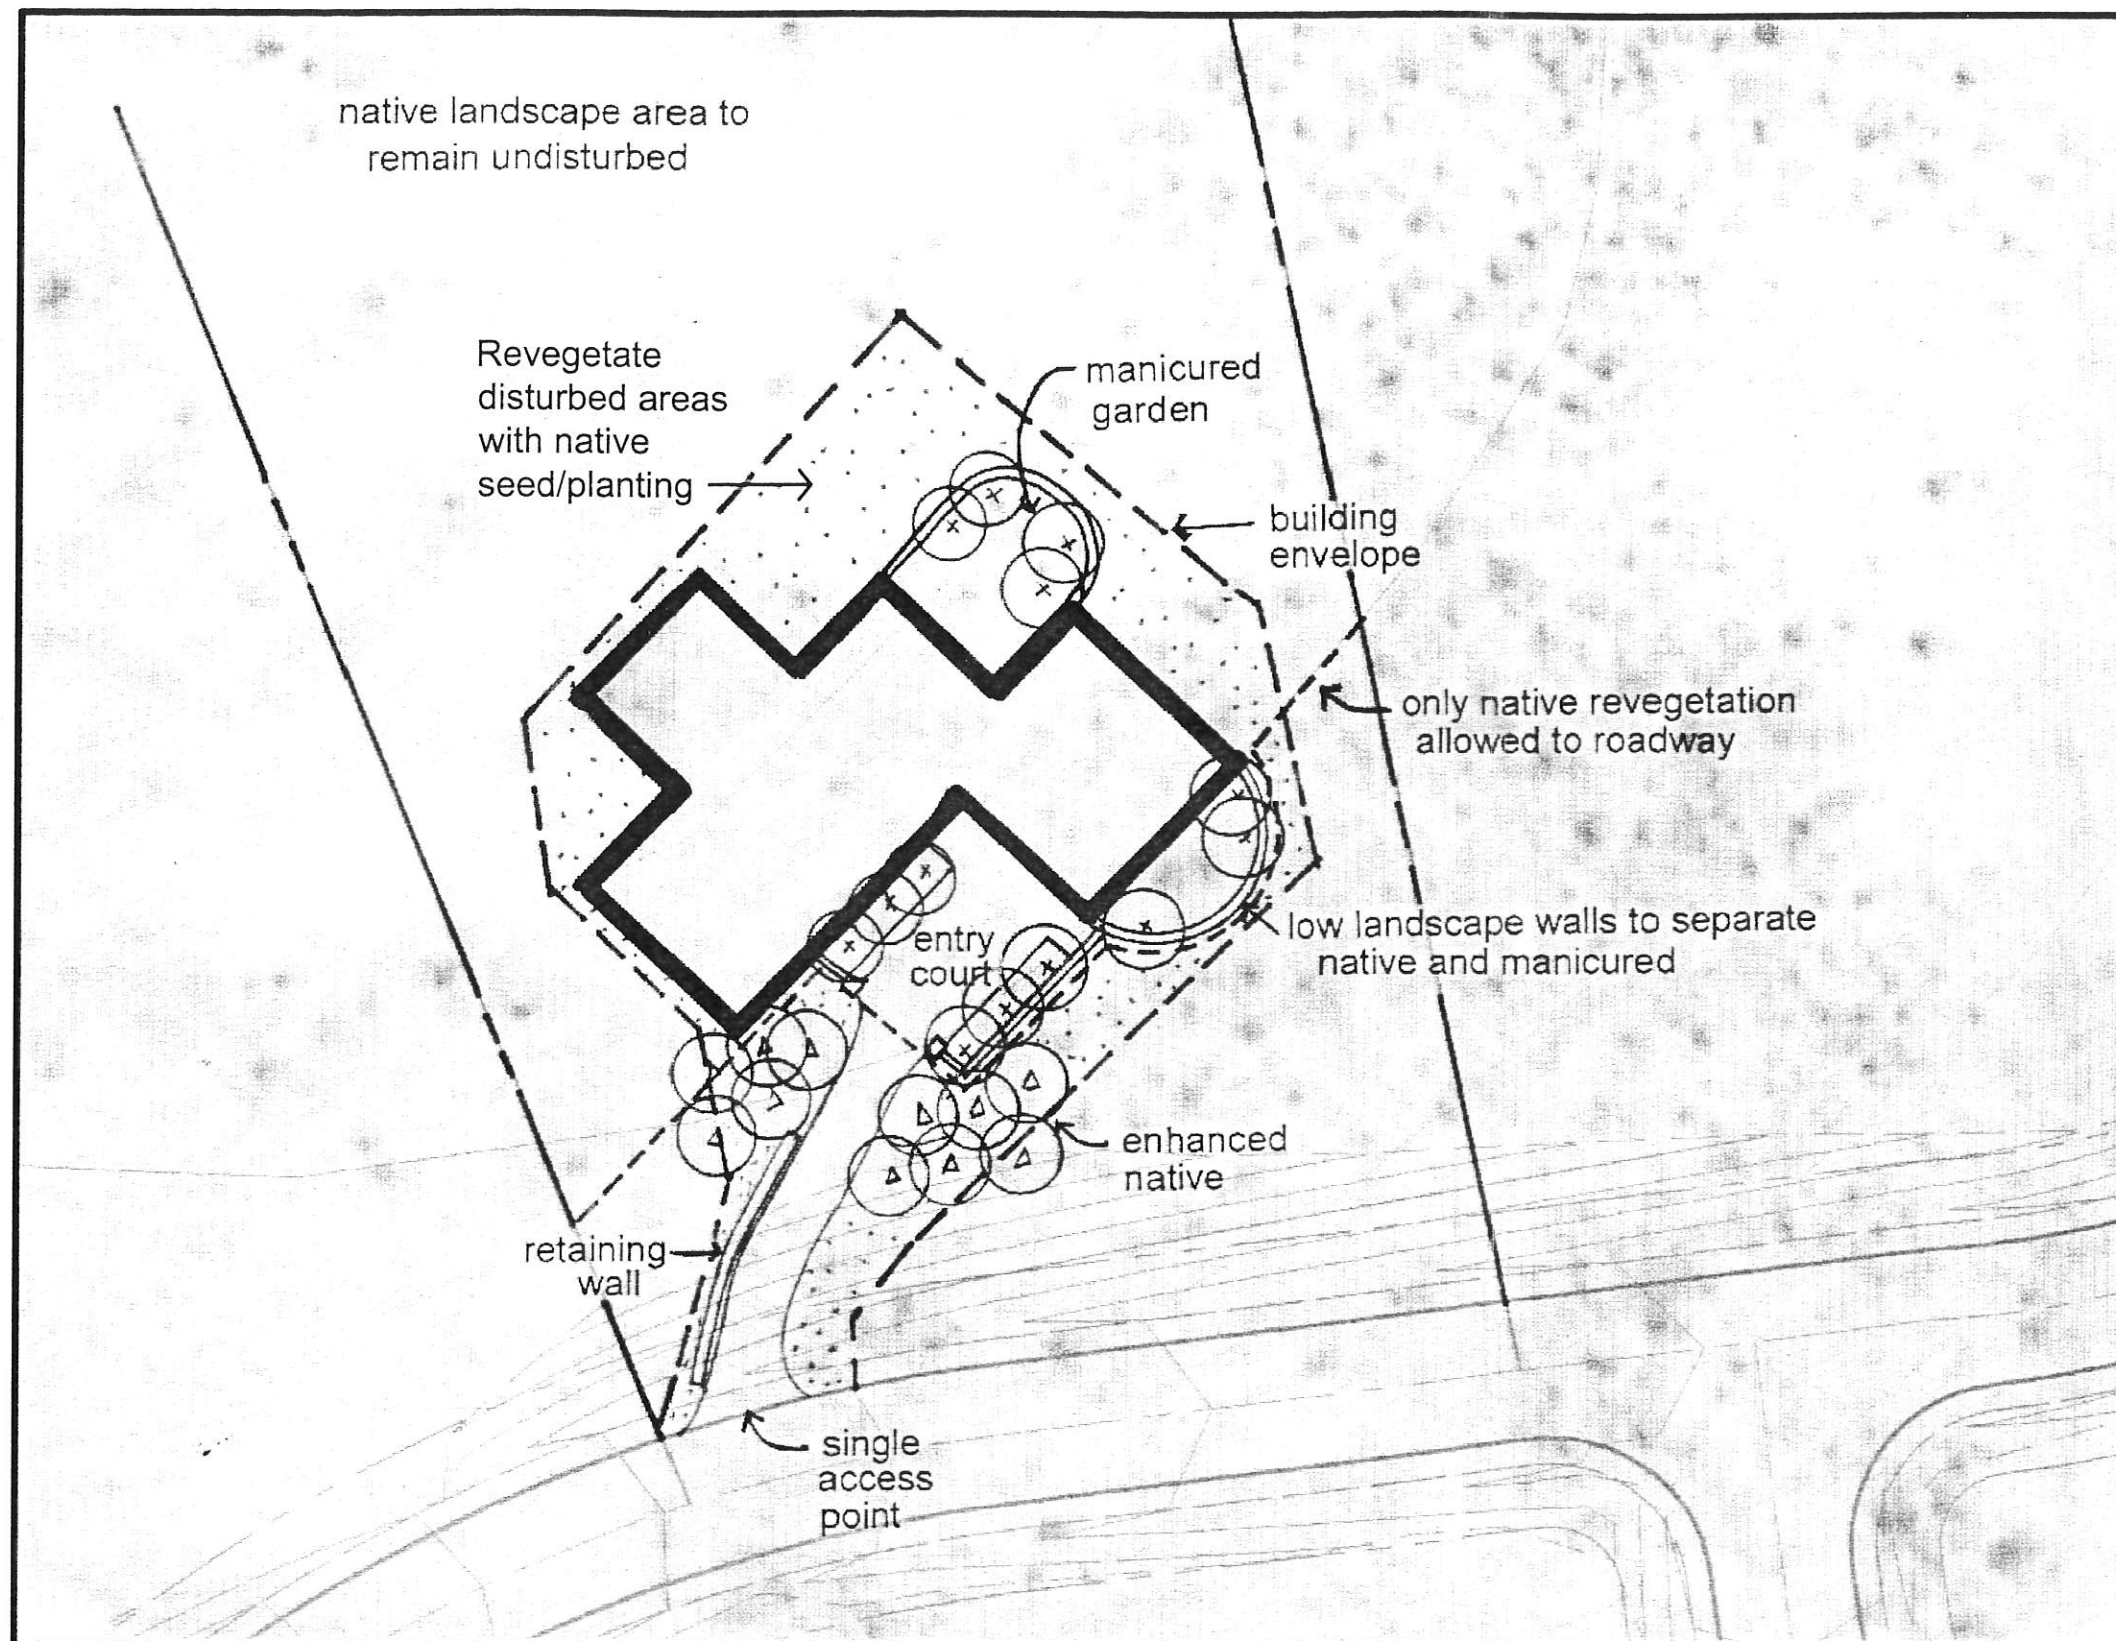 native landscape area to
remain undisturbed
Revegetate
disturbed areas
with native
seed/planting
manicured
garden
building
envelope
only native revegetation
allowed to roadway
entry
court
low landscape walls to separate
native and manicured
enhanced
native
retaining
wall
single
access
point